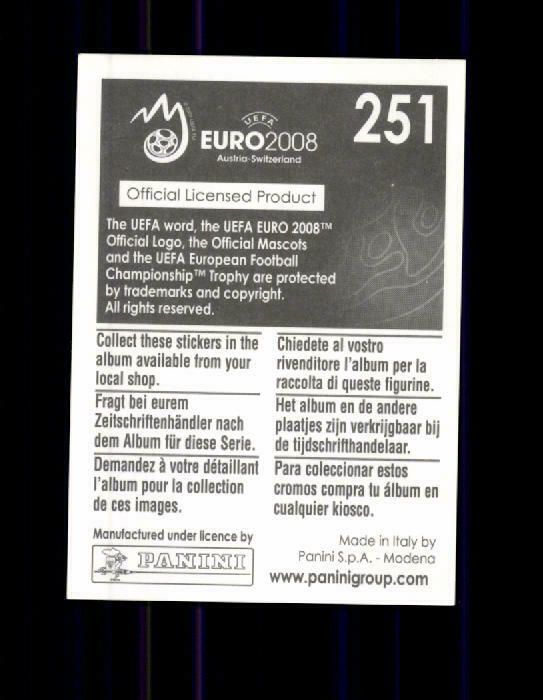 251
UEFA
EURO2008
Austria-Switzerland
Official Licensed Product
The UEFA word, the UEFA EURO 2008™
Official Logo, the Official Mascots
and the UEFA European Football
Championship™ Trophy are protected
by trademarks and copyright.
All rights reserved.
Collect these stickers in the
album available from your
local shop.
Fragt bei eurem
Zeitschriftenhändler nach
dem Album für diese Serie.
Demandez à votre détaillant
l'album pour la collection
de ces images.
Chiedete al vostro
rivenditore l'album per la
raccolta di queste figurine.
Het album en de andere
plaatjes zijn verkrijgbaar bij
de tijdschrifthandelaar.
Para coleccionar estos
cromos compra tu álbum en
cualquier kiosco.
Manufactured under licence by
PANINI
Made in Italy by
Panini S.p.A. - Modena
www.paninigroup.com